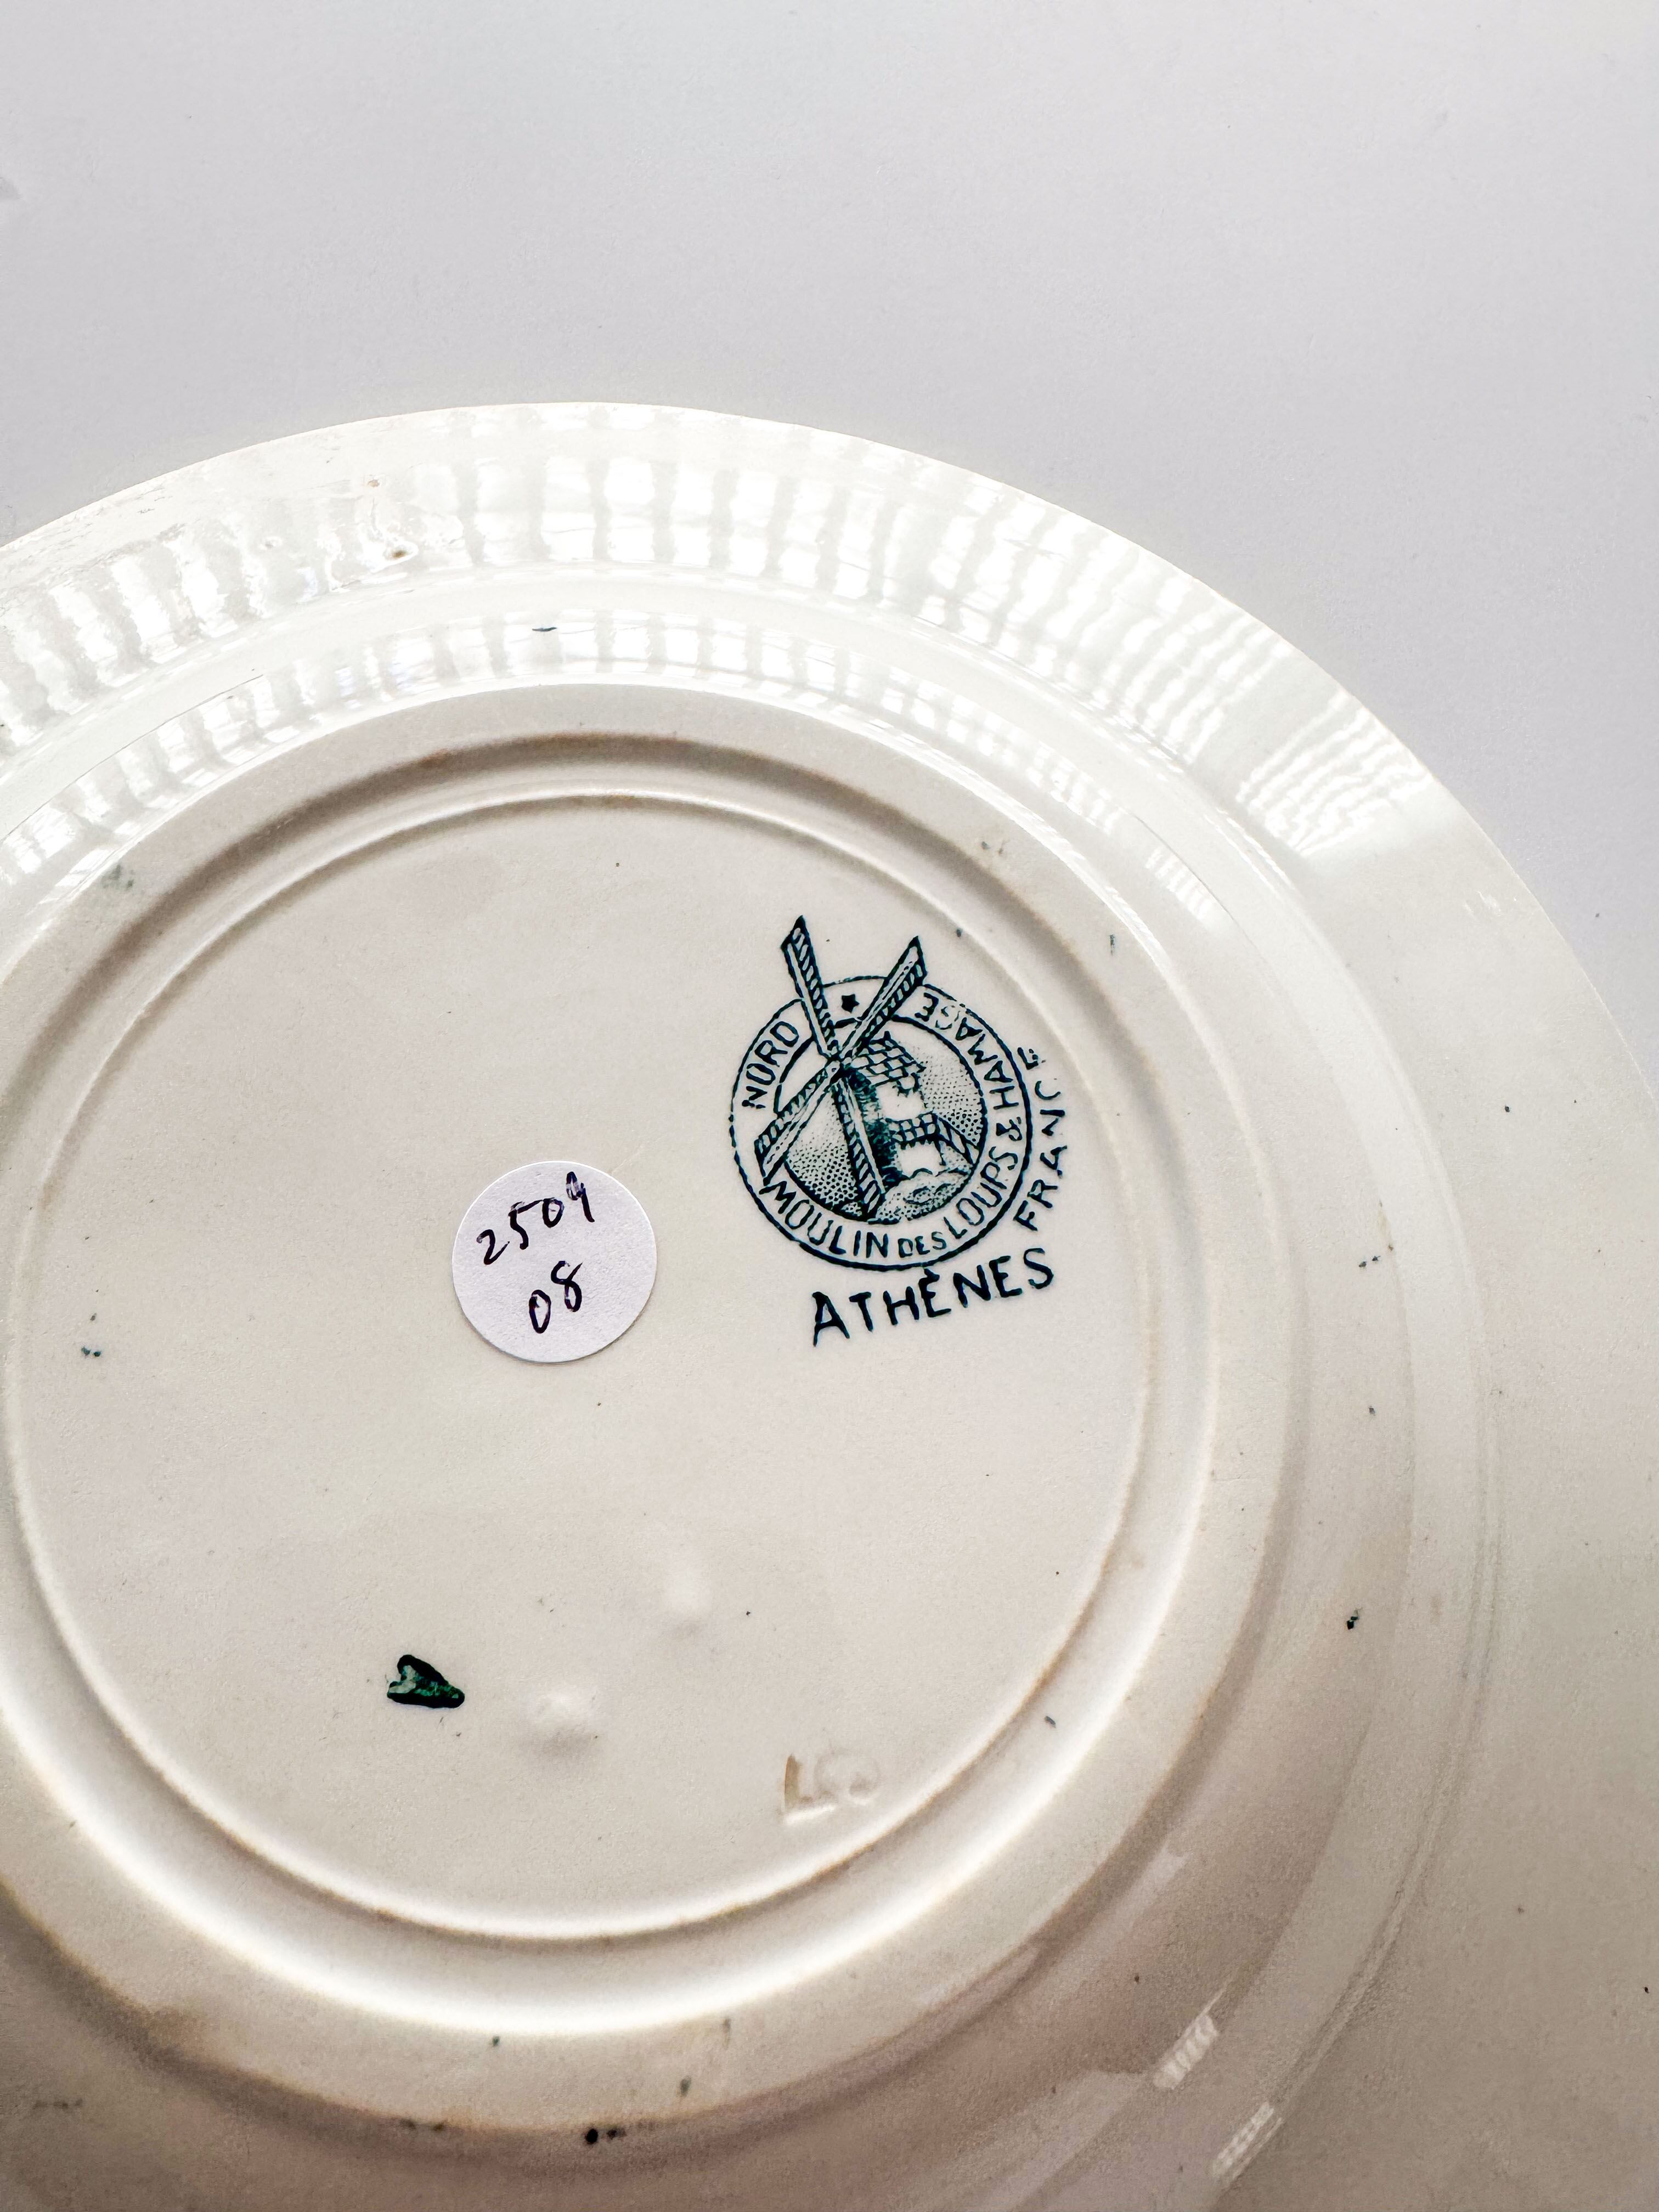 NORD
MOULIN DES LOUPS & HAMAGE
FRANCE
ATHÈNES
2509
08